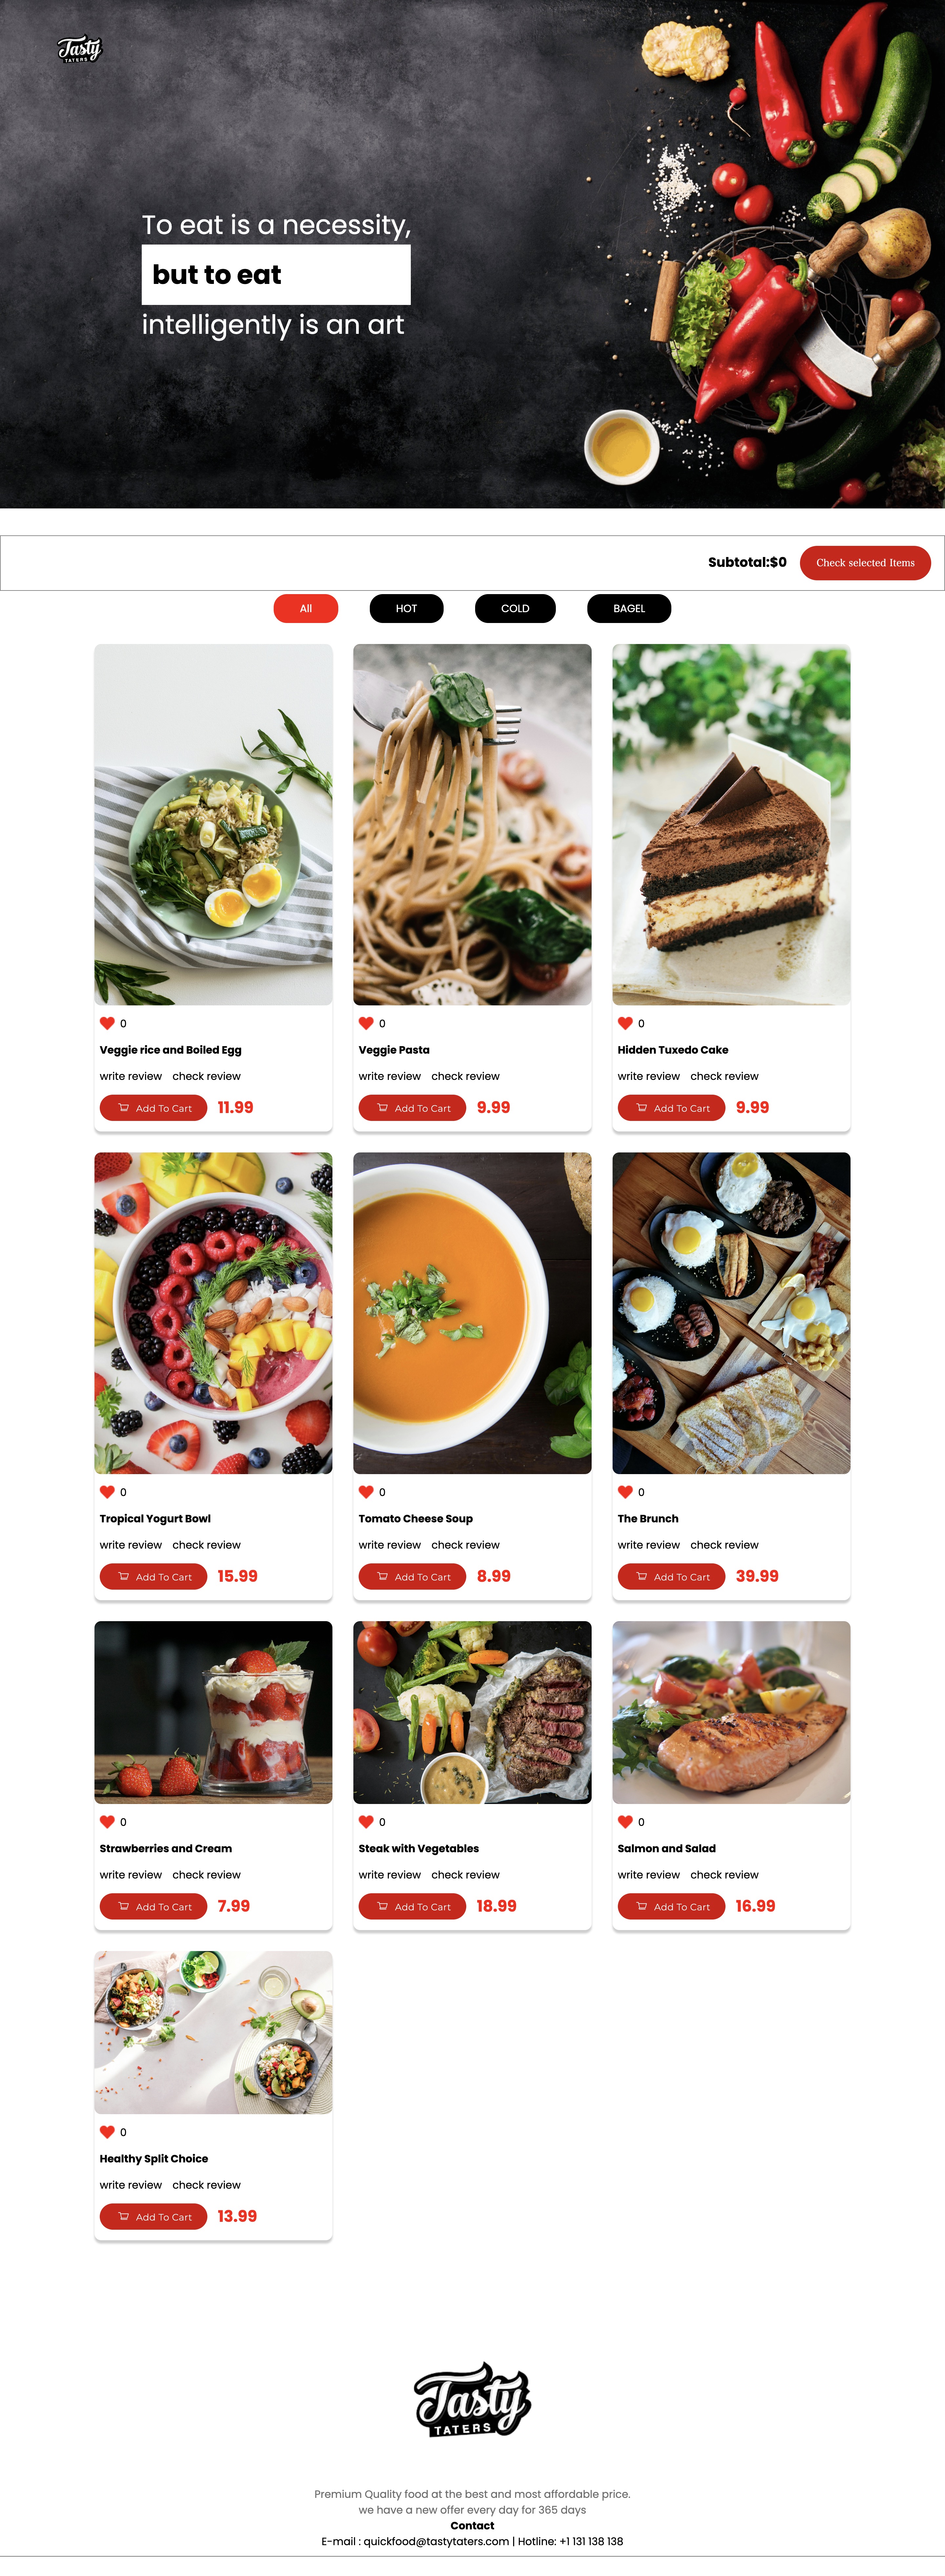 Tasty
TATERS
To eat is a necessity,
but to eat
intelligently is an art
Subtotal:$0 Check selected Items
All HOT COLD BAGEL
0
Veggie rice and Boiled Egg
write review check review
Add To Cart 11.99
0
Veggie Pasta
write review check review
Add To Cart 9.99
0
Hidden Tuxedo Cake
write review check review
Add To Cart 9.99
0
Tropical Yogurt Bowl
write review check review
Add To Cart 15.99
0
Tomato Cheese Soup
write review check review
Add To Cart 8.99
0
The Brunch
write review check review
Add To Cart 39.99
0
Strawberries and Cream
write review check review
Add To Cart 7.99
0
Steak with Vegetables
write review check review
Add To Cart 18.99
0
Salmon and Salad
write review check review
Add To Cart 16.99
0
Healthy Split Choice
write review check review
Add To Cart 13.99
Tasty
TATERS
Premium Quality food at the best and most affordable price.
we have a new offer every day for 365 days
Contact
E-mail : quickfood@tastytaters.com | Hotline: +1 131 138 138